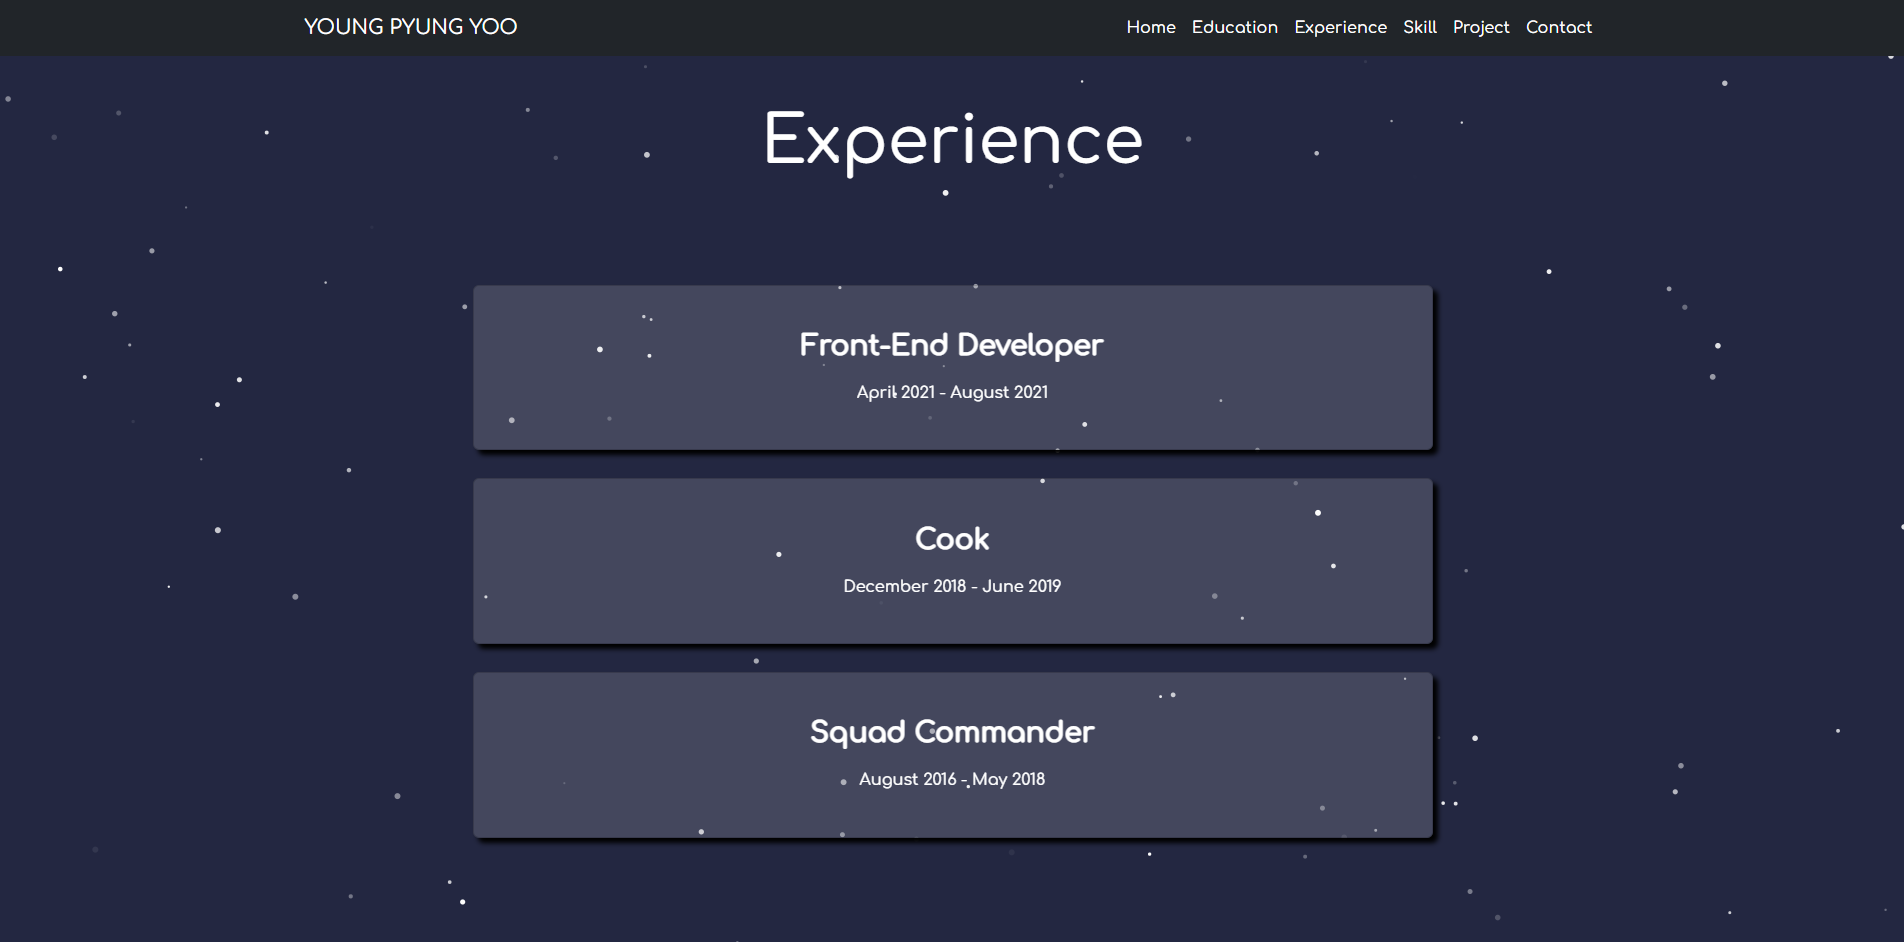 YOUNG PYUNG YOO
Home Education Experience Skill Project Contact
Experience
Front-End Developer
April 2021 - August 2021
Cook
December 2018 - June 2019
Squad Commander
August 2016 - May 2018